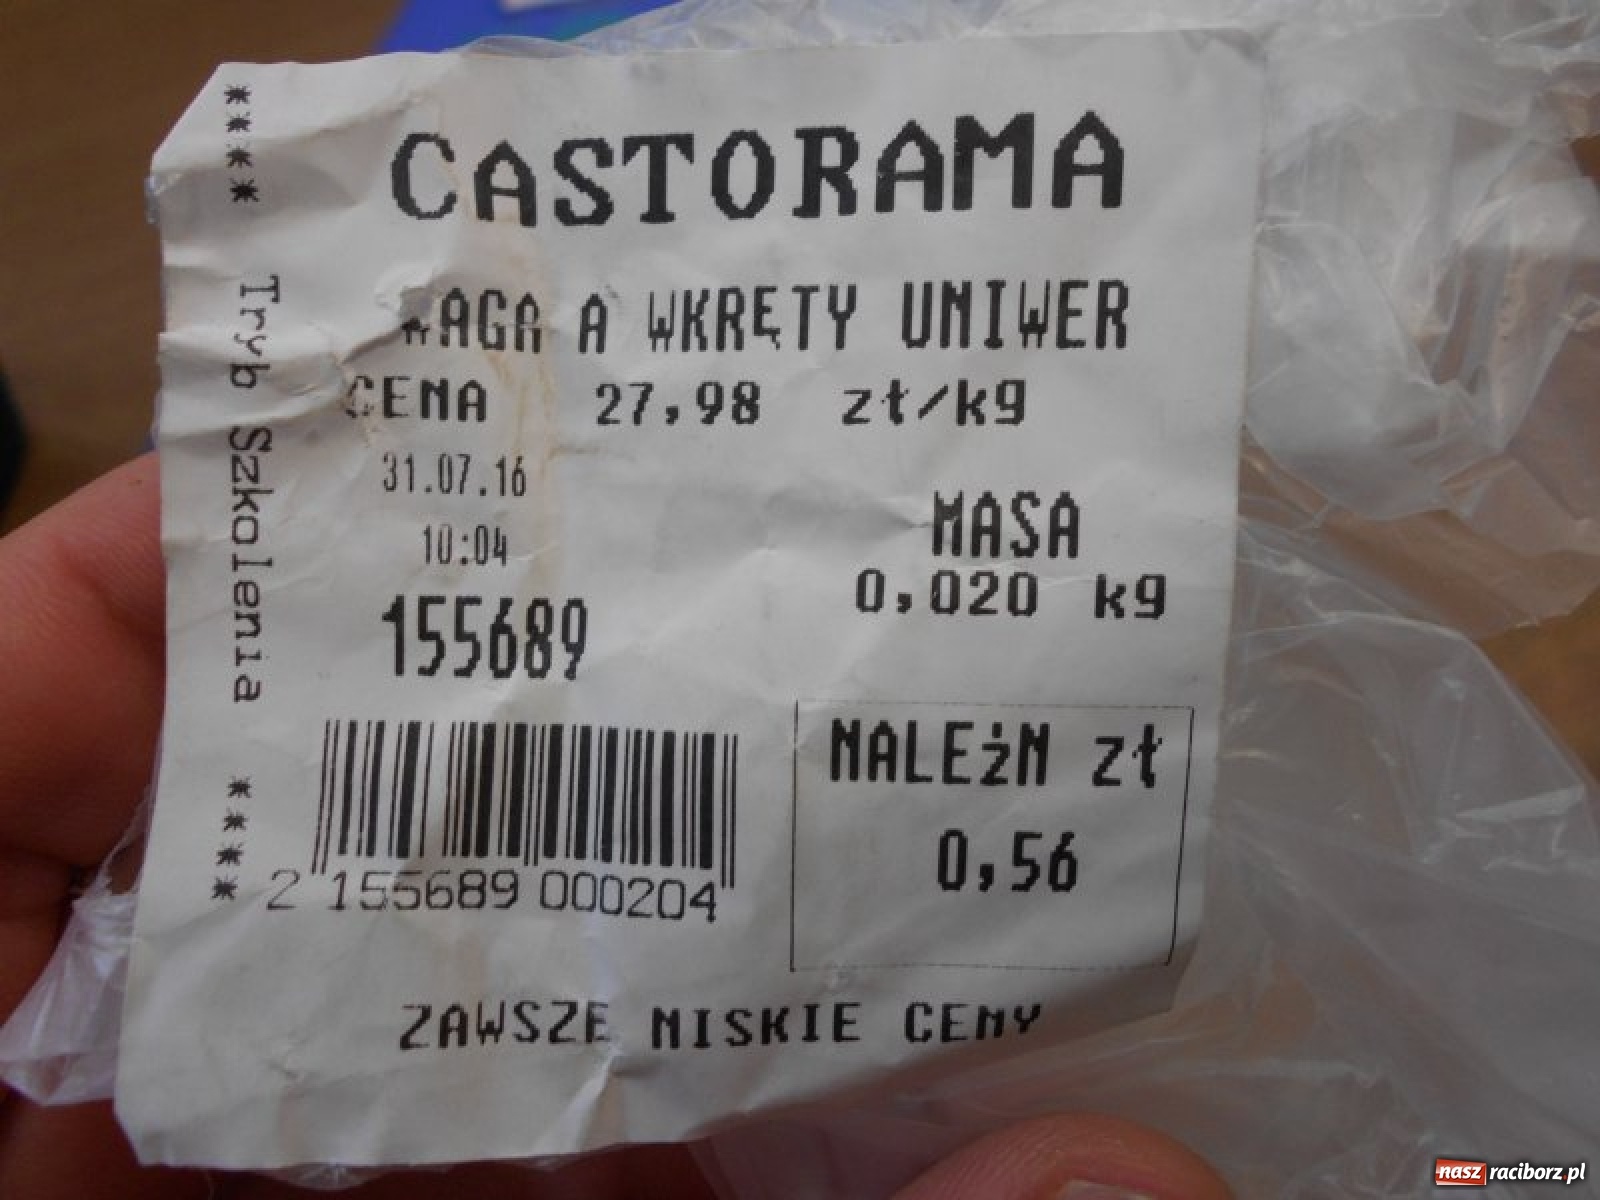 CASTORAMA
WAGA A WKRĘTY UNIWER
CENA 27,98 zł/kg
31.07.16
10:04
155689
MASA
0,020 kg
NALEŻN zł
0,56
2 155689 000204
ZAWSZE NISKIE CENY
**** Tryb Szkolenia ****
nasz raciborz.pl